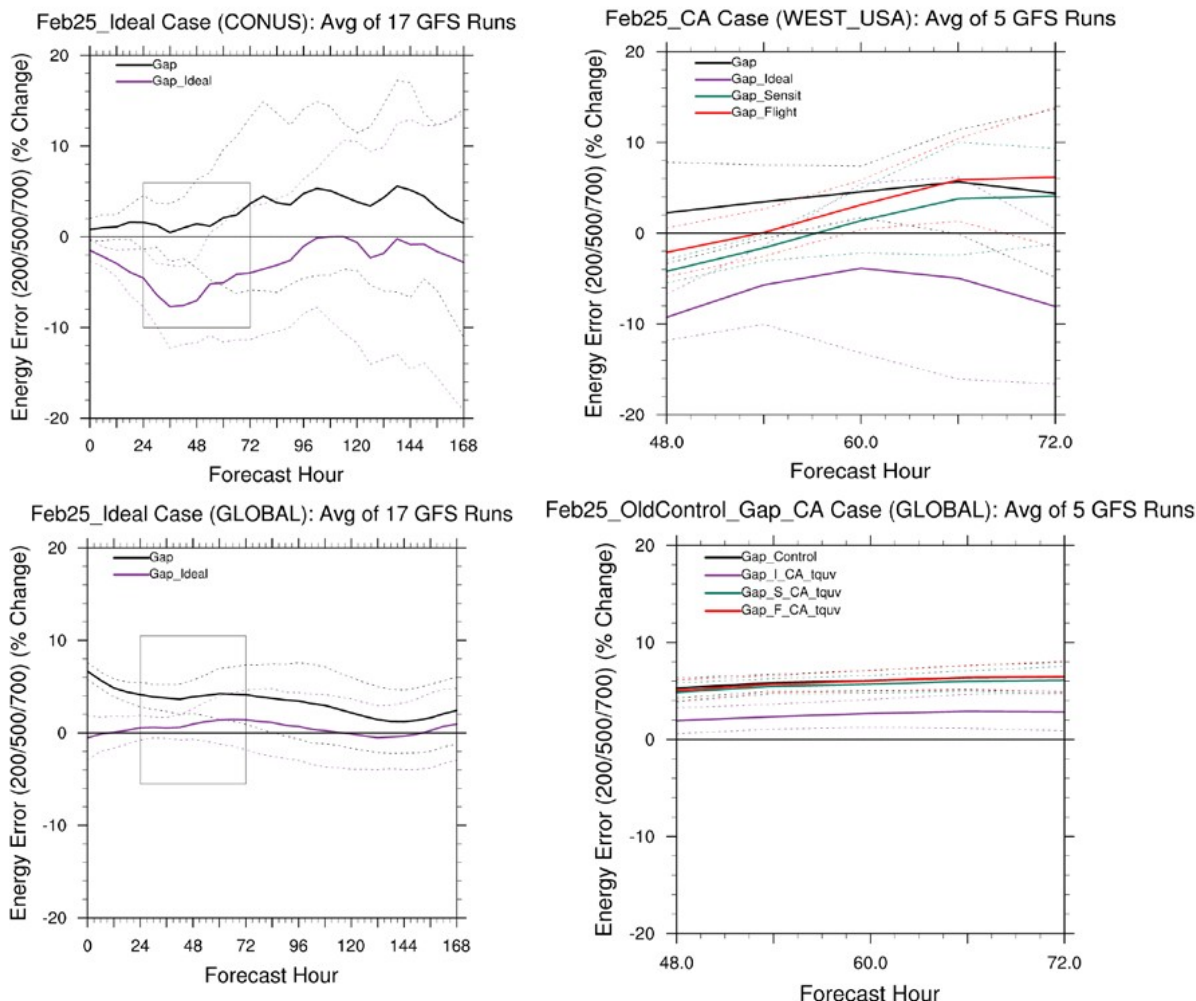 Feb25_Ideal Case (CONUS): Avg of 17 GFS Runs
Energy Error (200/500/700) (% Change)
20
10
0
-10
-20
Gap
Gap_Ideal
0 24 48 72 96 120 144 168
Forecast Hour
Feb25_CA Case (WEST_USA): Avg of 5 GFS Runs
Energy Error (200/500/700) (% Change)
20
10
0
-10
-20
Gap
Gap_Ideal
Gap_Sensit
Gap_Flight
48.0 60.0 72.0
Forecast Hour
Feb25_Ideal Case (GLOBAL): Avg of 17 GFS Runs
Energy Error (200/500/700) (% Change)
20
10
0
-10
-20
Gap
Gap_Ideal
0 24 48 72 96 120 144 168
Forecast Hour
Feb25_OldControl_Gap_CA Case (GLOBAL): Avg of 5 GFS Runs
Energy Error (200/500/700) (% Change)
20
10
0
-10
-20
Gap_Control
Gap_I_CA_tquv
Gap_S_CA_tquv
Gap_F_CA_tquv
48.0 60.0 72.0
Forecast Hour